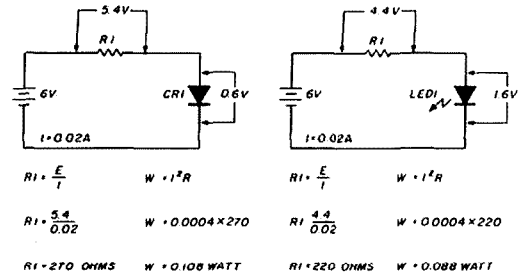 5.4V
R1
6V
CR1
0.6V
I=0.02A
R1 = E/I
W = I²R
R1 = 5.4/0.02
W = 0.0004 × 270
R1 = 270 OHMS
W = 0.108 WATT
4.4V
R1
6V
LED1
1.6V
I=0.02A
R1 = E/I
W = I²R
R1 = 4.4/0.02
W = 0.0004 × 220
R1 = 220 OHMS
W = 0.088 WATT